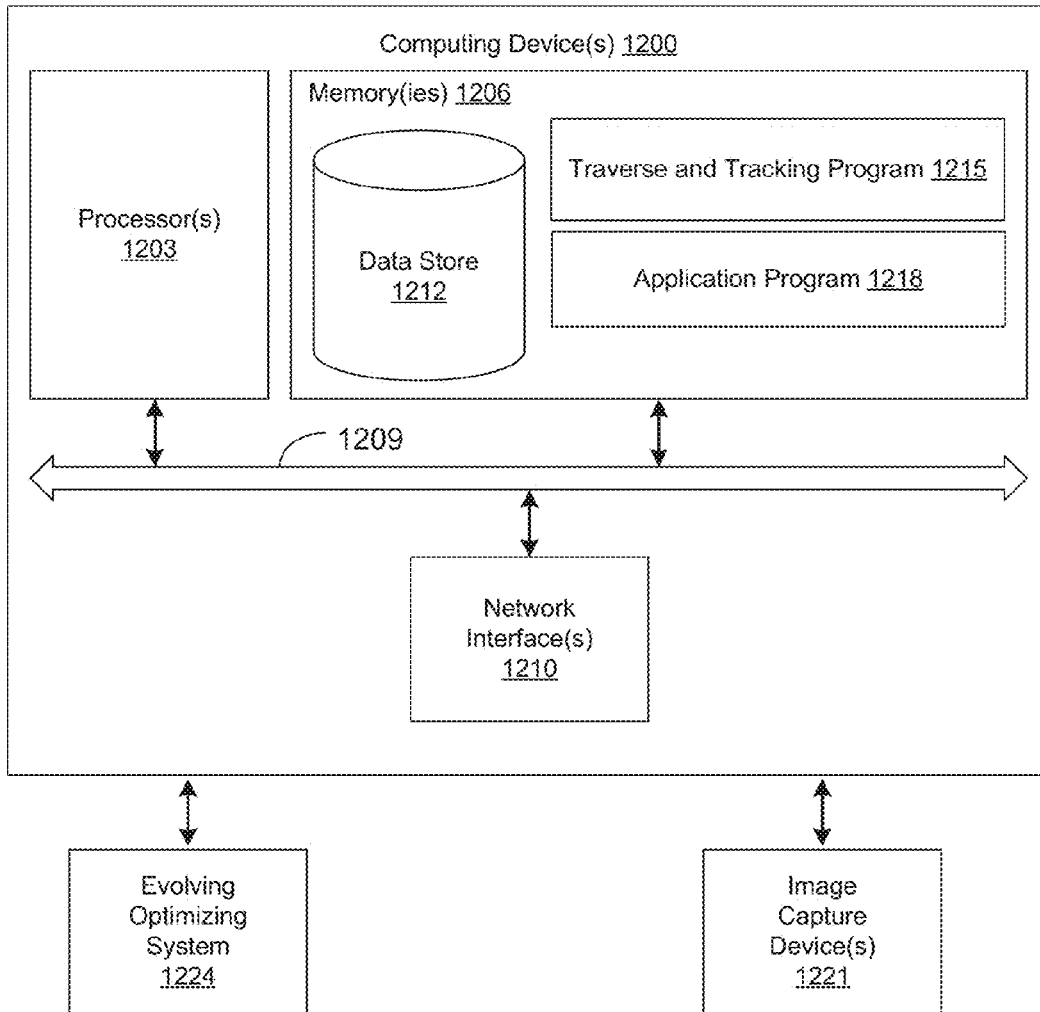 Computing Device(s) 1200
Memory(ies) 1206
Traverse and Tracking Program 1215
Processor(s)
1203
Data Store
1212
Application Program 1218
1209
Network
Interface(s)
1210
Evolving
Optimizing
System
1224
Image
Capture
Device(s)
1221